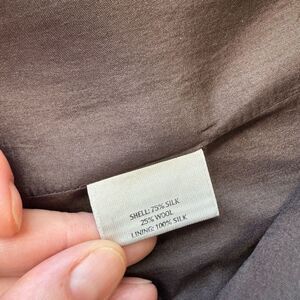 SHELL: 75% SILK
25% WOOL
LINING: 100% SILK